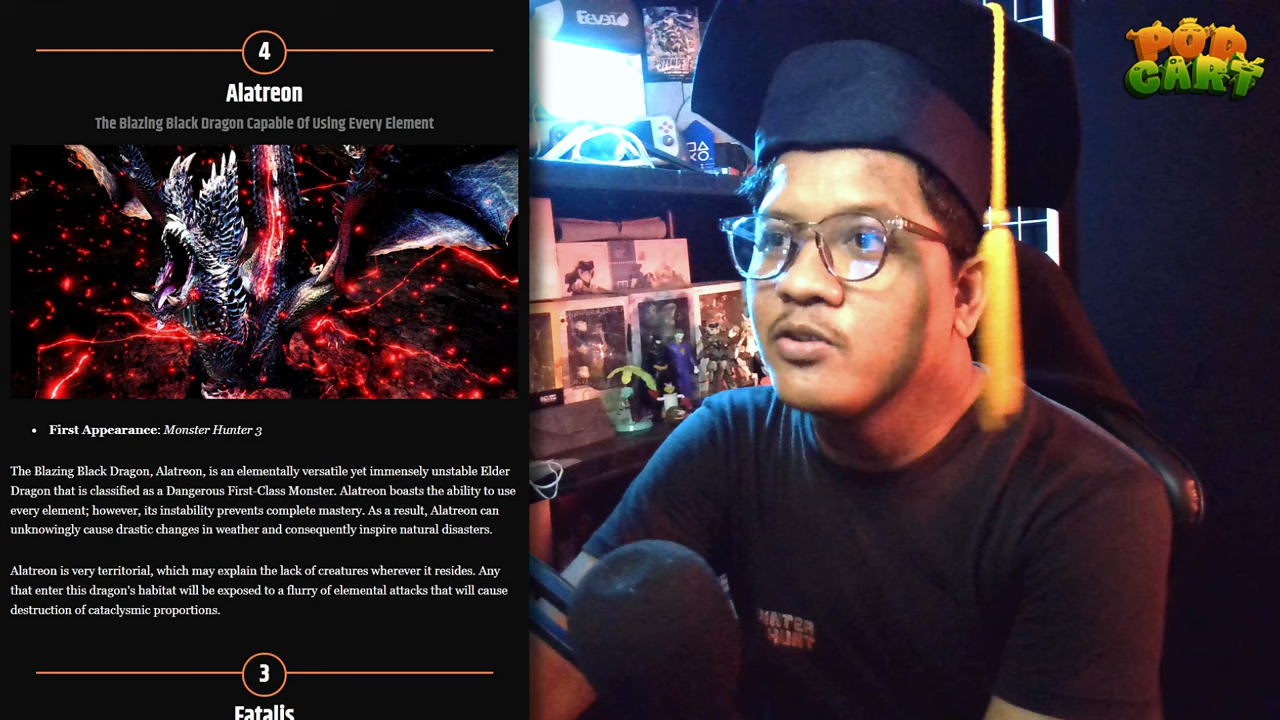 4
Alatreon
The Blazing Black Dragon Capable Of Using Every Element
• First Appearance: Monster Hunter 3
The Blazing Black Dragon, Alatreon, is an elementally versatile yet immensely unstable Elder
Dragon that is classified as a Dangerous First-Class Monster. Alatreon boasts the ability to use
every element; however, its instability prevents complete mastery. As a result, Alatreon can
unknowingly cause drastic changes in weather and consequently inspire natural disasters.
Alatreon is very territorial, which may explain the lack of creatures wherever it resides. Any
that enter this dragon's habitat will be exposed to a flurry of elemental attacks that will cause
destruction of cataclysmic proportions.
3
Fatalis
POD
CART